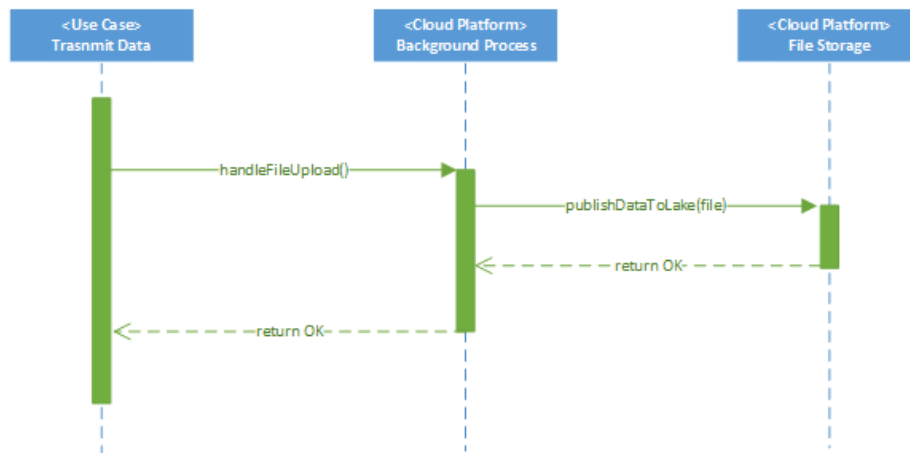 <Use Case>
Trasnmit Data
<Cloud Platform>
Background Process
<Cloud Platform>
File Storage
handleFileUpload()
publishDataToLake(file)
return OK
return OK